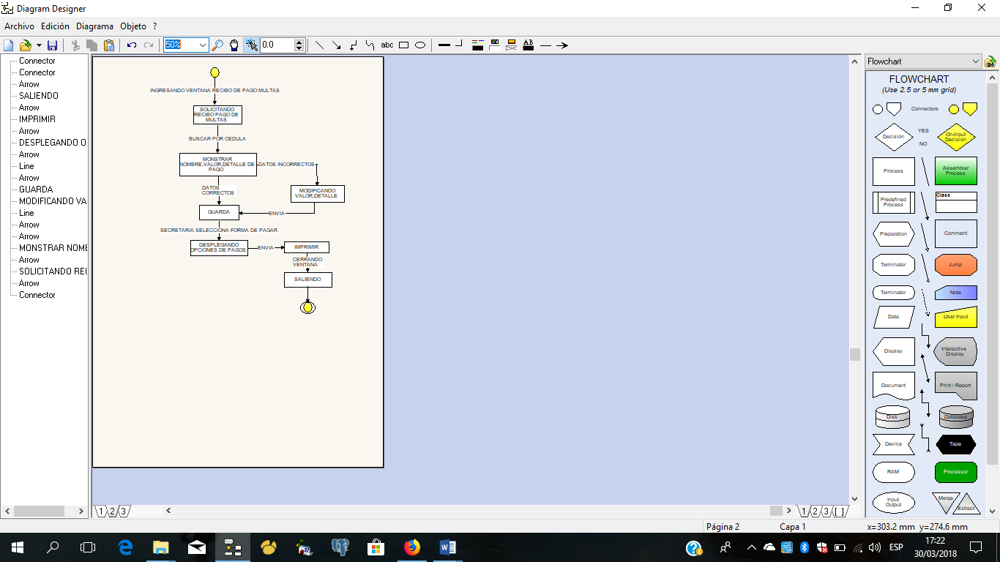 Diagram Designer
Archivo Edición Diagrama Objeto ?
50%
0.0
abc
AB
Connector
Connector
Arrow
SALIENDO
Arrow
IMPRIMIR
Arrow
DESPLEGANDO O
Arrow
Line
Arrow
GUARDA
MODIFICANDO VA
Line
Arrow
Arrow
MONSTRAR NOME
Arrow
SOLICITANDO REC
Arrow
Connector
INGRESANDO VENTANA RECIBO DE PAGO MULTAS
SOLICITANDO
RECIBO PAGO DE
MULTAS
BUSCAR POR CEDULA
MONSTRAR
NOMBRE,VALOR,DETALLE DE
PAGO
DATOS INCORRECTOS
DATOS
CORRECTOS
MODIFICANDO
VALOR,DETALLE
GUARDA
ENVIA
SECRETARIA SELECCIONA FORMA DE PAGAR
DESPLEGANDO
OPCIONES DE PAGOS
ENVIA
IMPRIMIR
CERRANDO
VENTANA
SALIENDO
1 2 3
1 2 3 [ ]
Flowchart
FLOWCHART
(Use 2.5 or 5 mm grid)
Connectors
Decision
YES
NO
On-Input
Decision
Process
Assembler
Process
Predefined
Process
Class
Preparation
Comment
Terminator
Jump
Terminator
Note
Data
User Input
Display
Interactive
Display
Document
Print / Report
Disk
Database
Device
Tape
RAM
Processor
Input
Output
Merge
Extract
Página 2
Capa 1
x=303.2 mm y=274.6 mm
ESP
17:22
30/03/2018